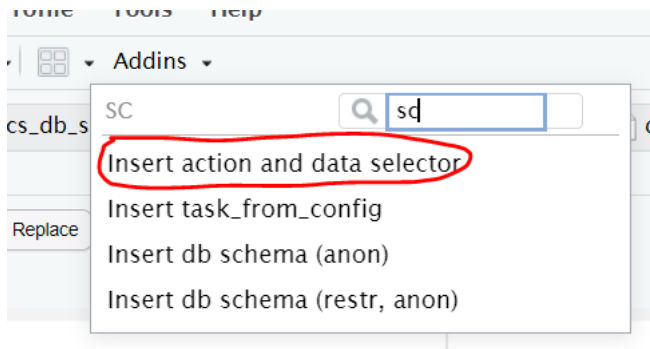 Tools Help
Addins
cs_db_s
SC
sc
Insert action and data selector
Insert task_from_config
Replace
Insert db schema (anon)
Insert db schema (restr, anon)